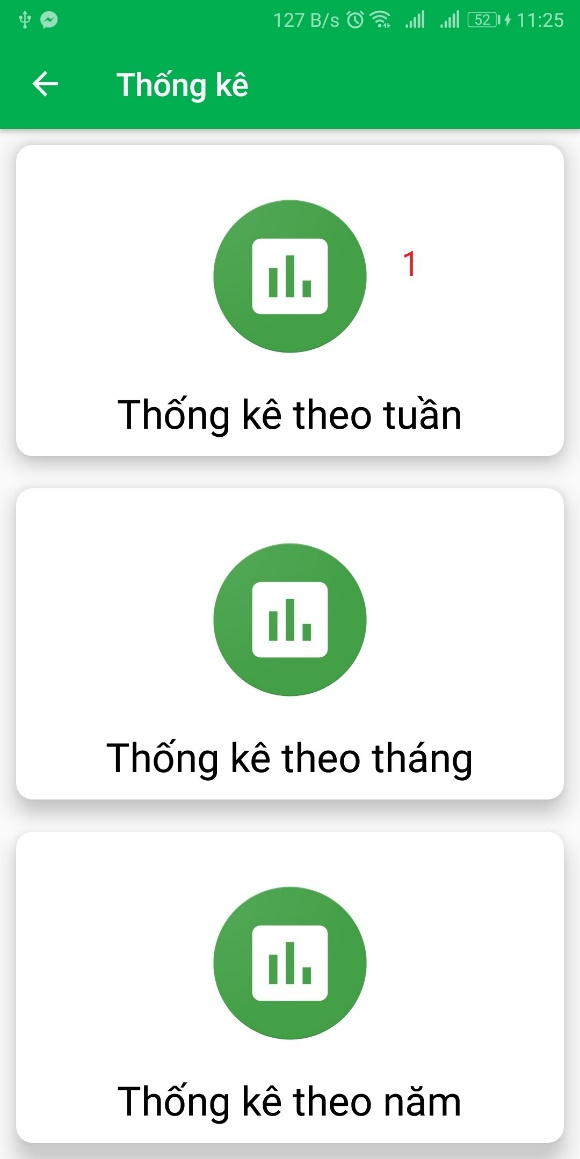 127 B/s 52 11:25
Thống kê
1
Thống kê theo tuần
Thống kê theo tháng
Thống kê theo năm